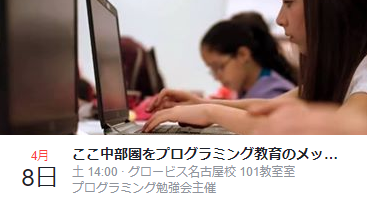 4月
8日
ここ中部圏をプログラミング教育のメッ...
土 14:00 · グロービス名古屋校 101教室室
プログラミング勉強会主催